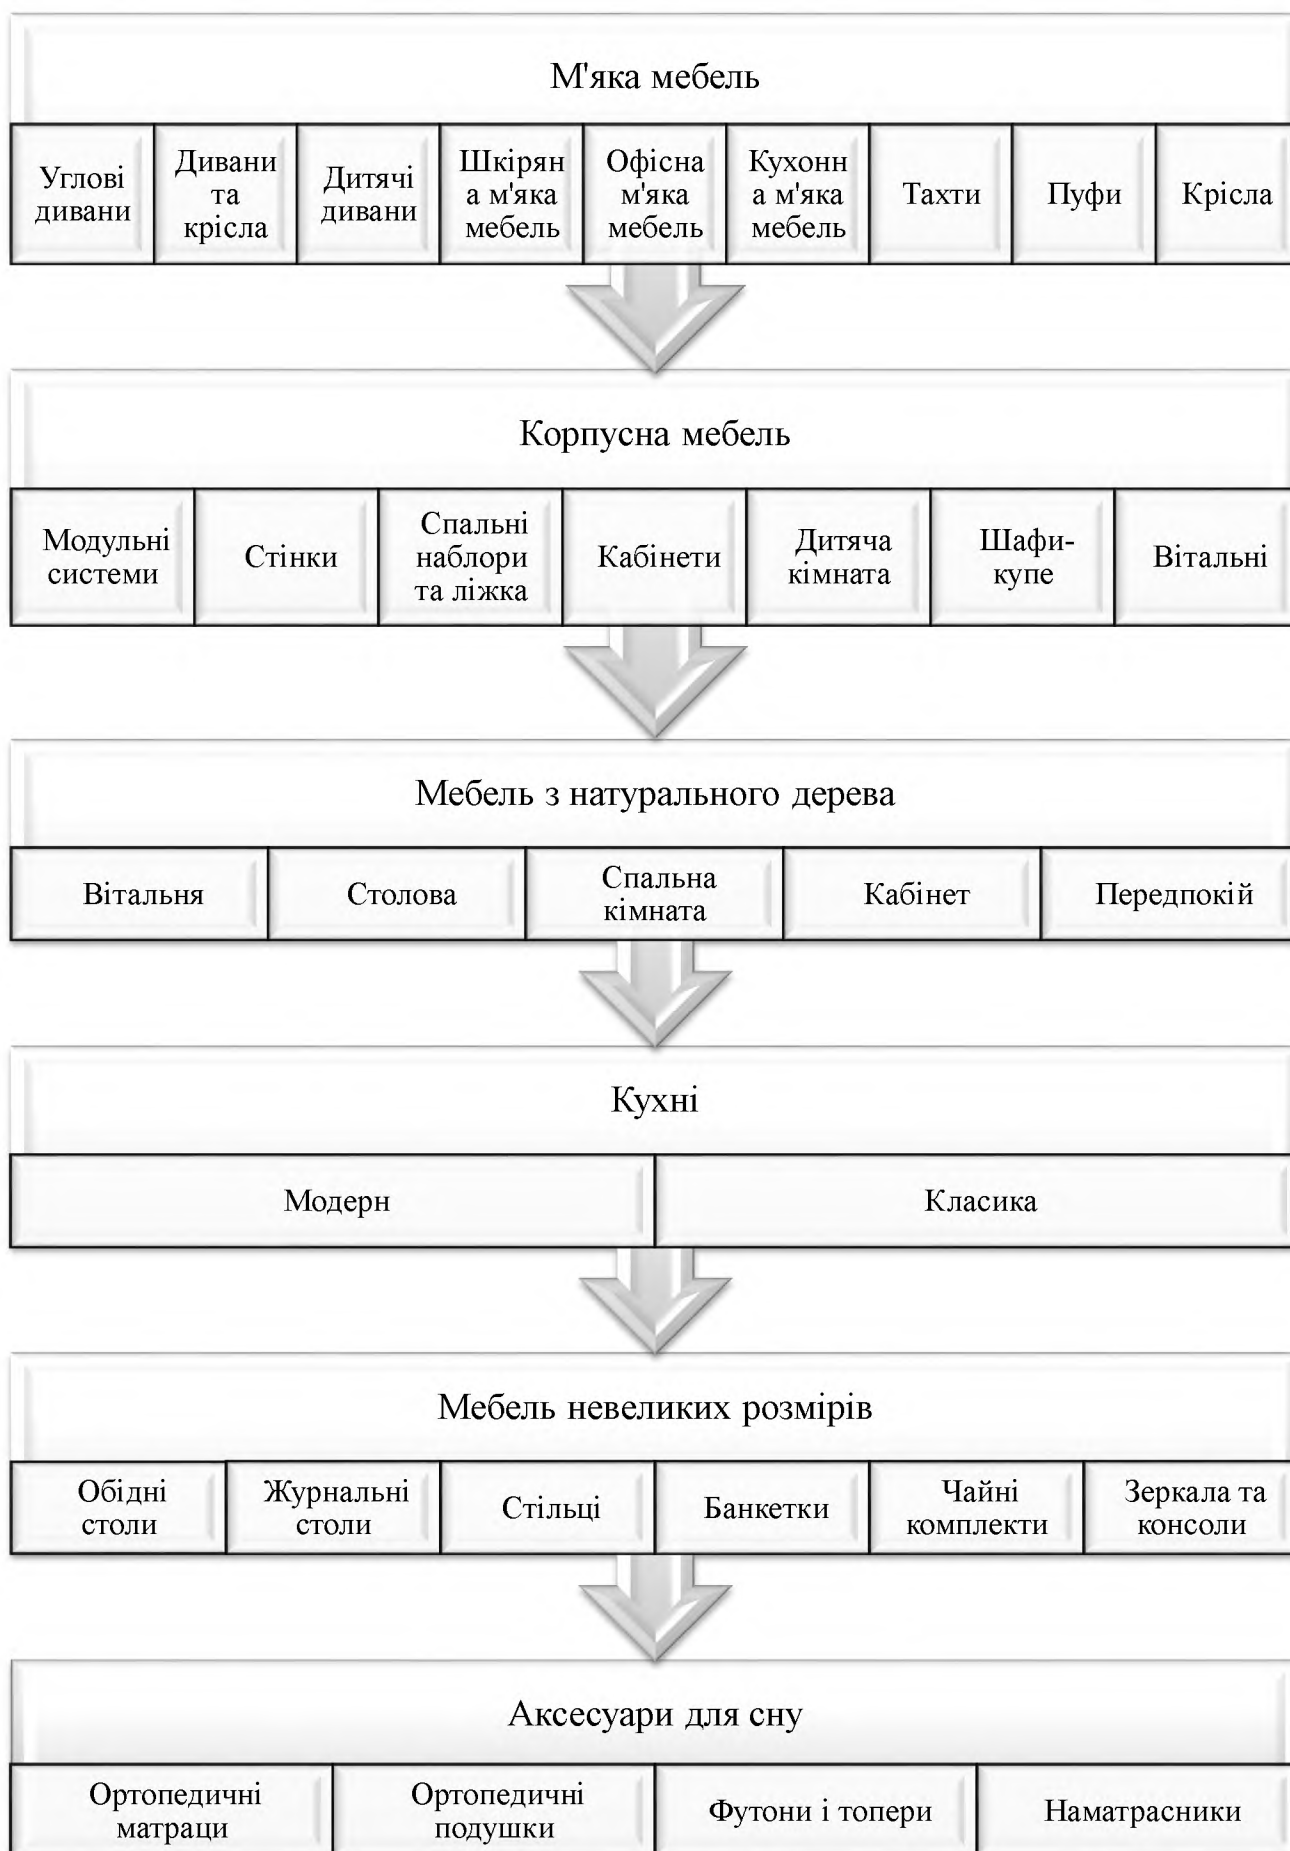 М'яка мебель
Углові
дивани
Дивани
та
крісла
Дитячі
дивани
Шкірян
а м'яка
мебель
Офісна
м'яка
мебель
Кухонн
а м'яка
мебель
Тахти
Пуфи
Крісла
Корпусна мебель
Модульні
системи
Стінки
Спальні
наблори
та ліжка
Кабінети
Дитяча
кімната
Шафи-
купе
Вітальні
Мебель з натурального дерева
Вітальня
Столова
Спальна
кімната
Кабінет
Передпокій
Кухні
Модерн
Класика
Мебель невеликих розмірів
Обідні
столи
Журнальні
столи
Стільці
Банкетки
Чайні
комплекти
Зеркала та
консоли
Аксесуари для сну
Ортопедичні
матраци
Ортопедичні
подушки
Футони і топери
Наматрасники